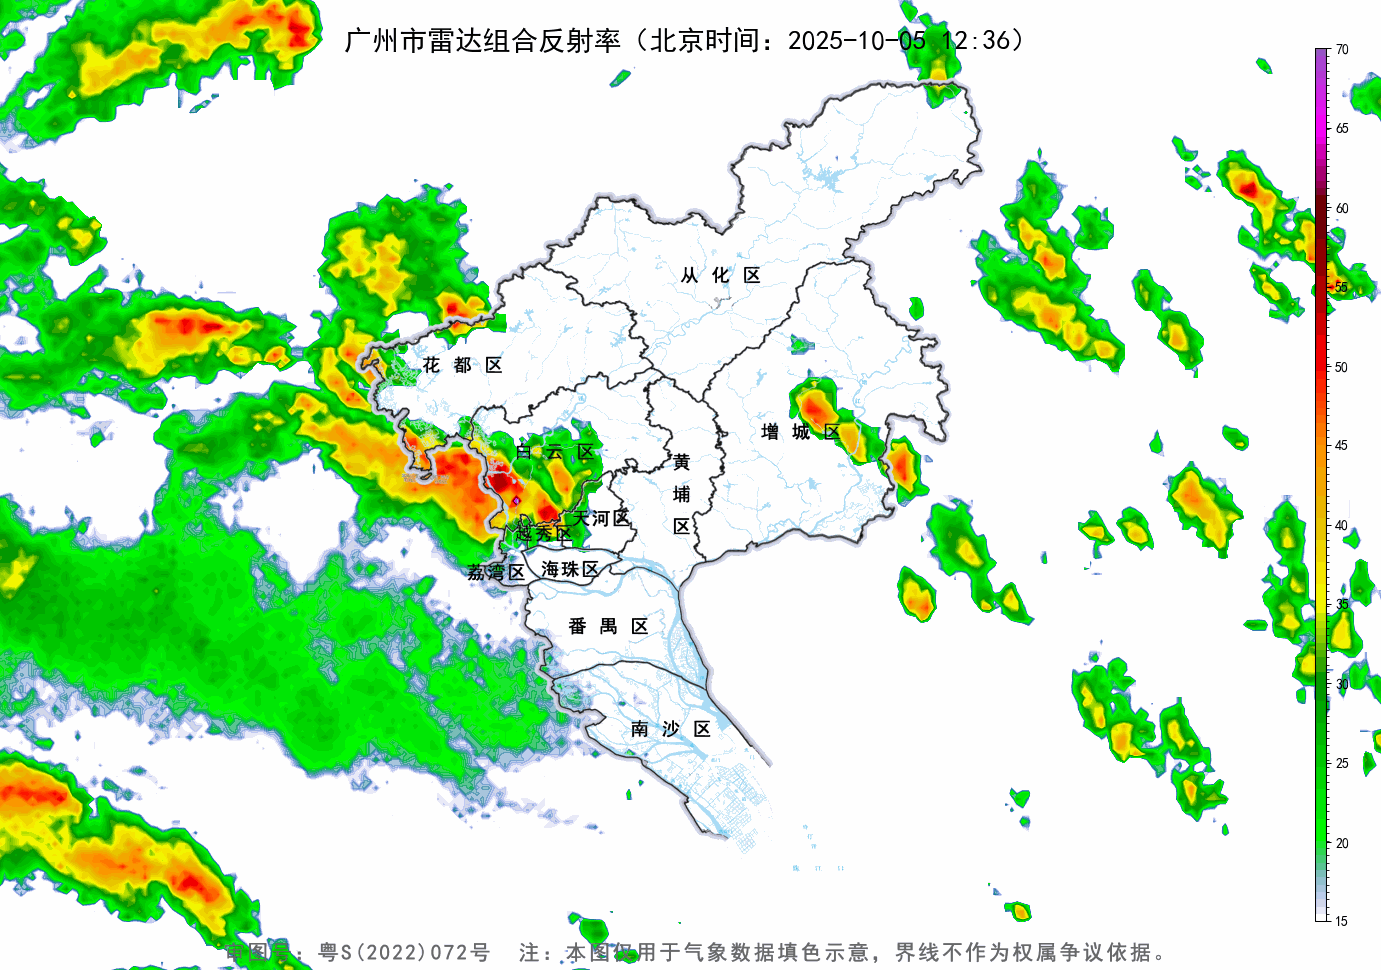 广州市雷达组合反射率（北京时间：2025-10-05 12:36）
70
65
60
55
50
45
40
35
30
25
20
15
从化区
花都区
增城区
白云区
黄埔区
天河区
越秀区
荔湾区
海珠区
番禺区
南沙区
审图号：粤S(2022)072号 注：本图仅用于气象数据填色示意，界线不作为权属争议依据。